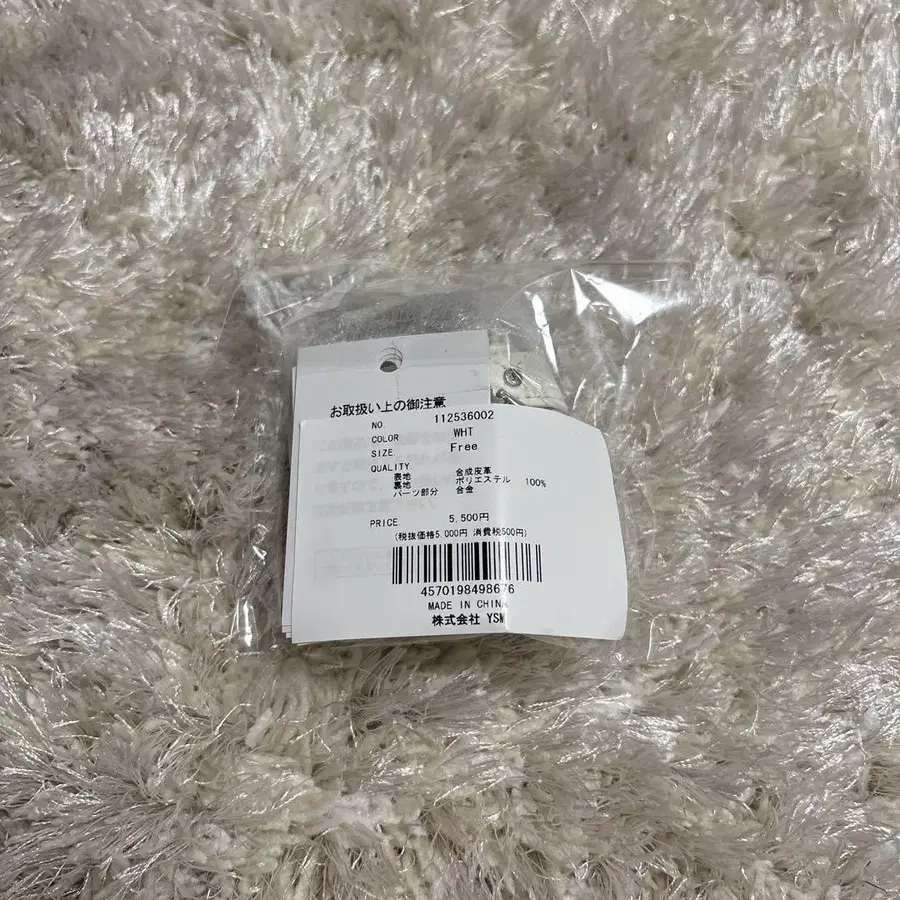 お取扱い上の御注意
NO. 112536002
COLOR WHT
SIZE Free
QUALITY
表地 合成皮革
裏地 ポリエステル 100%
パーツ部分 合金
PRICE 5,500円
(税抜価格5,000円 消費税500円)
4570198498676
MADE IN CHINA
株式会社 YSM